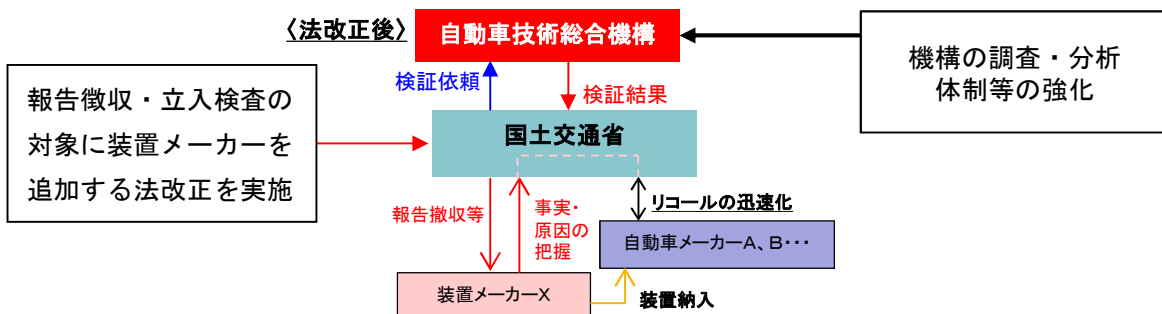 〈法改正後〉
自動車技術総合機構
機構の調査・分析
体制等の強化
検証依頼
検証結果
報告徴収・立入検査の
対象に装置メーカーを
追加する法改正を実施
国土交通省
報告撤収等
事実・
原因の
把握
リコールの迅速化
自動車メーカーA、B・・・
装置メーカーX
装置納入